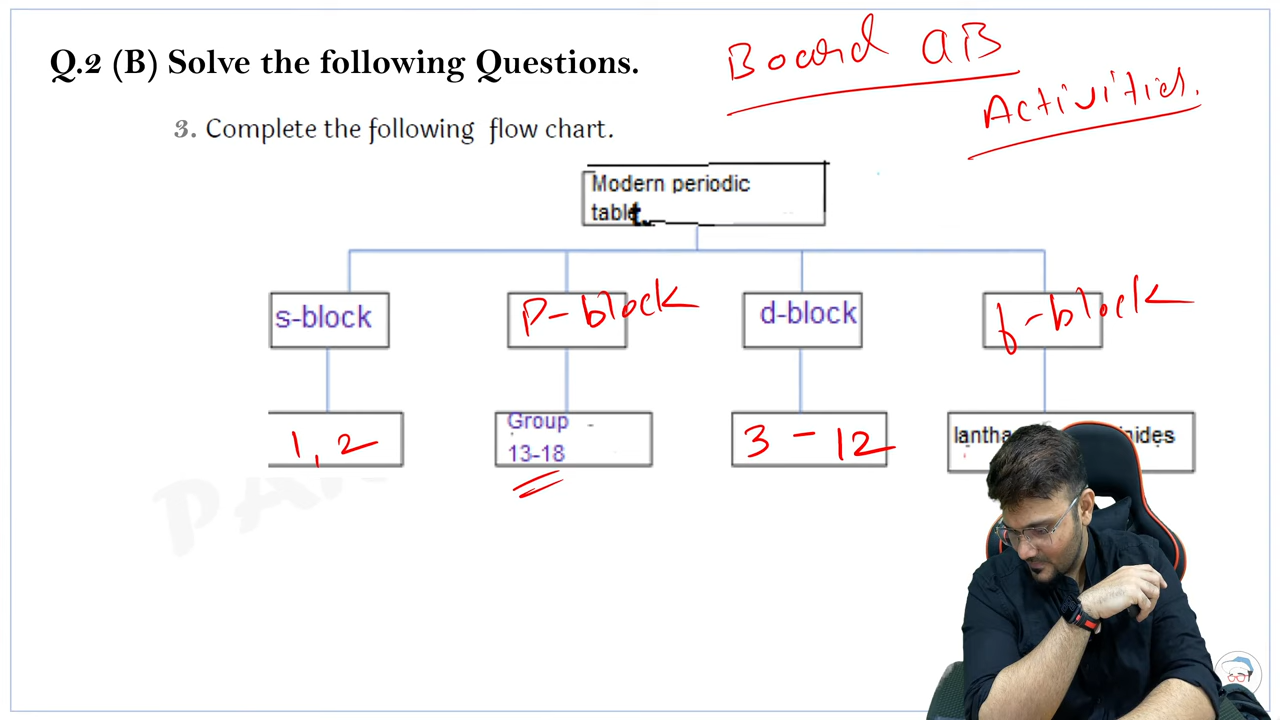 Q.2 (B) Solve the following Questions.
Board QB
Activities.
3. Complete the following flow chart.
Modern periodic
table
s-block
P-block
d-block
f-block
1, 2
Group -
13-18
3 - 12